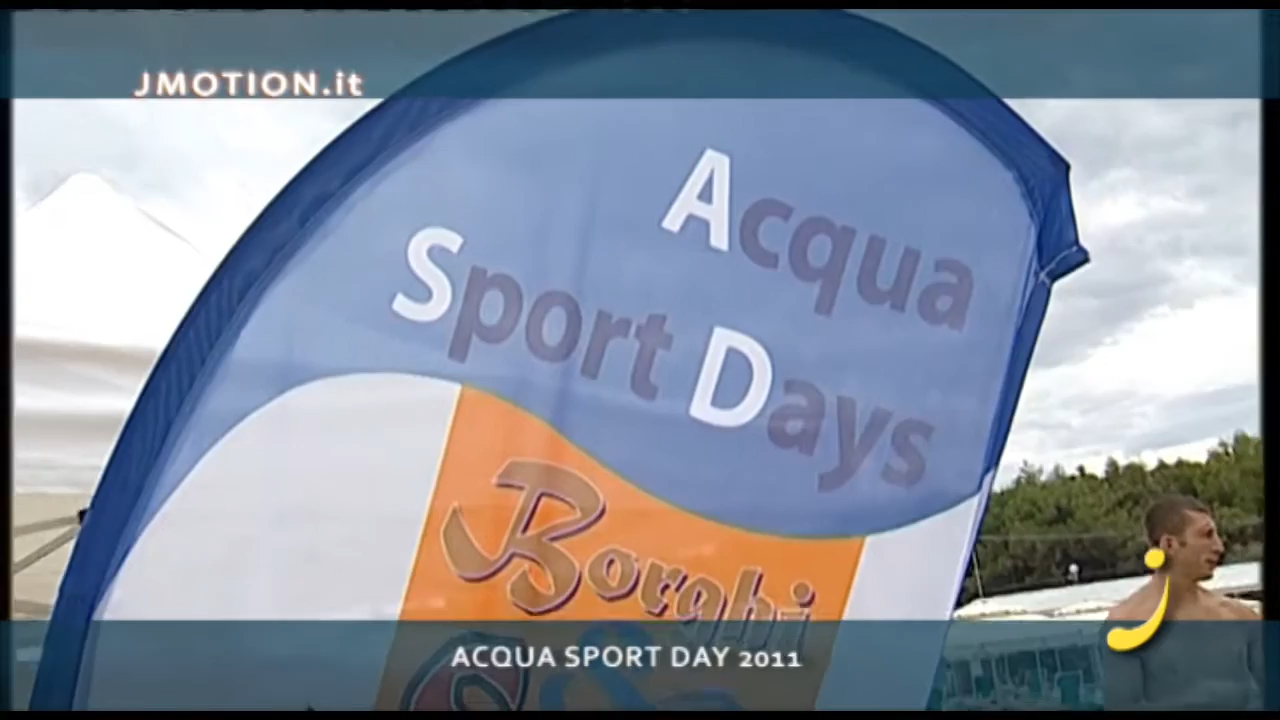 JMOTION.it
Acqua
Sport Days
Borghi
&
ACQUA SPORT DAY 2011
j